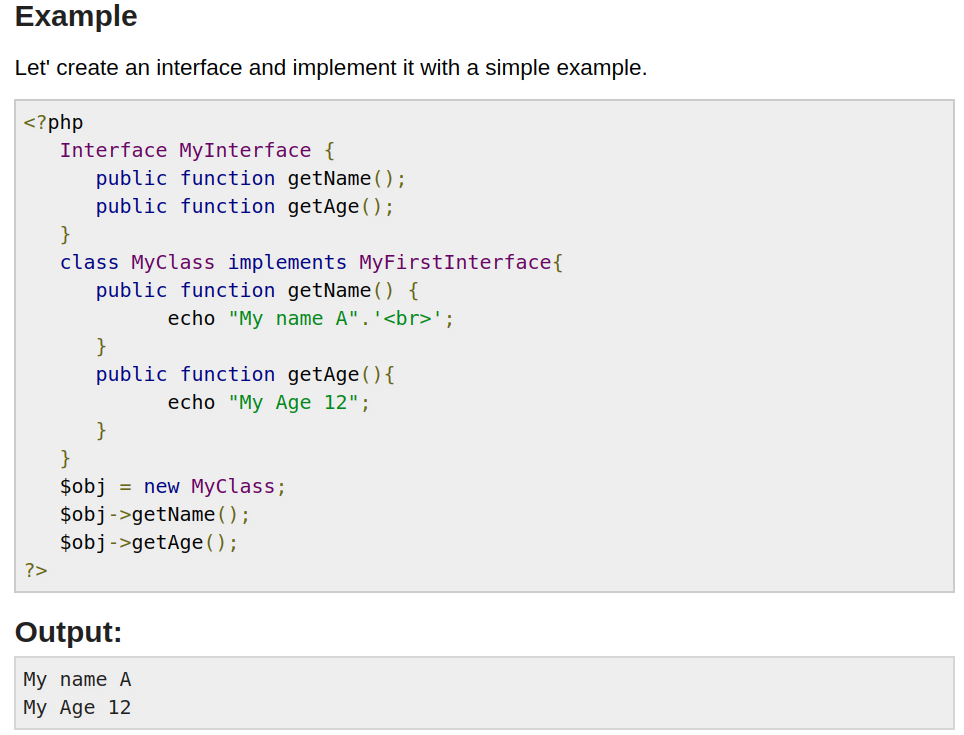 Example
Let' create an interface and implement it with a simple example.
<?php
   Interface MyInterface {
      public function getName();
      public function getAge();
   }
   class MyClass implements MyFirstInterface{
      public function getName() {
            echo "My name A".'<br>';
      }
      public function getAge(){
            echo "My Age 12";
      }
   }
   $obj = new MyClass;
   $obj->getName();
   $obj->getAge();
?>
Output:
My name A
My Age 12